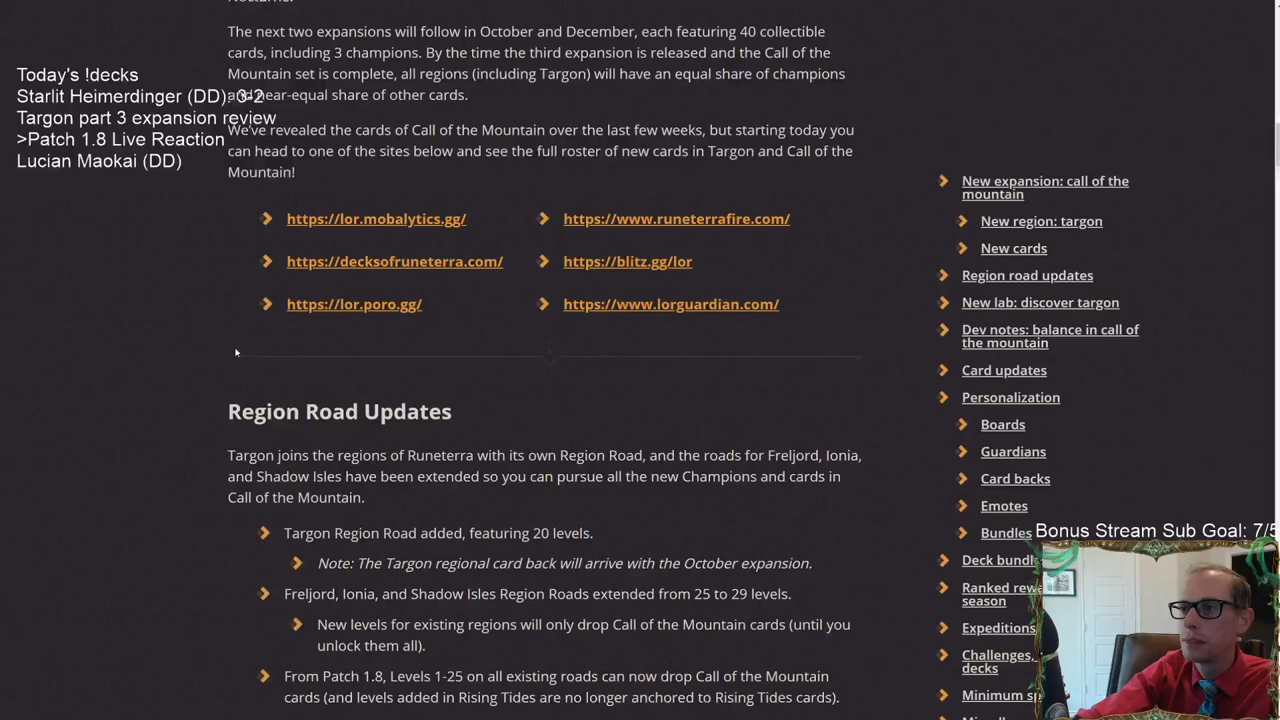 Nocturne.
The next two expansions will follow in October and December, each featuring 40 collectible
cards, including 3 champions. By the time the third expansion is released and the Call of the
Mountain set is complete, all regions (including Targon) will have an equal share of champions
and near-equal share of other cards.
We've revealed the cards of Call of the Mountain over the last few weeks, but starting today you
can head to one of the sites below and see the full roster of new cards in Targon and Call of the
Mountain!
https://lor.mobalytics.gg/
https://www.runeterrafire.com/
https://decksofruneterra.com/
https://blitz.gg/lor
https://lor.poro.gg/
https://www.lorguardian.com/
Region Road Updates
Targon joins the regions of Runeterra with its own Region Road, and the roads for Freljord, Ionia,
and Shadow Isles have been extended so you can pursue all the new Champions and cards in
Call of the Mountain.
Targon Region Road added, featuring 20 levels.
Note: The Targon regional card back will arrive with the October expansion.
Freljord, Ionia, and Shadow Isles Region Roads extended from 25 to 29 levels.
New levels for existing regions will only drop Call of the Mountain cards (until you
unlock them all).
From Patch 1.8, Levels 1-25 on all existing roads can now drop Call of the Mountain
cards (and levels added in Rising Tides are no longer anchored to Rising Tides cards).
Today's !decks
Starlit Heimerdinger (DD): 3-2
Targon part 3 expansion review
>Patch 1.8 Live Reaction
Lucian Maokai (DD)
New expansion: call of the
mountain
New region: targon
New cards
Region road updates
New lab: discover targon
Dev notes: balance in call of
the mountain
Card updates
Personalization
Boards
Guardians
Card backs
Emotes
Bundles
Deck bundl
Ranked rew
season
Expeditions
Challenges,
decks
Minimum sp
Bonus Stream Sub Goal: 7/5